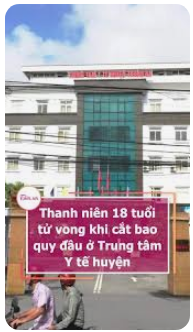 Thanh niên 18 tuổi
tử vong khi cắt bao
quy đầu ở Trung tâm
Y tế huyện